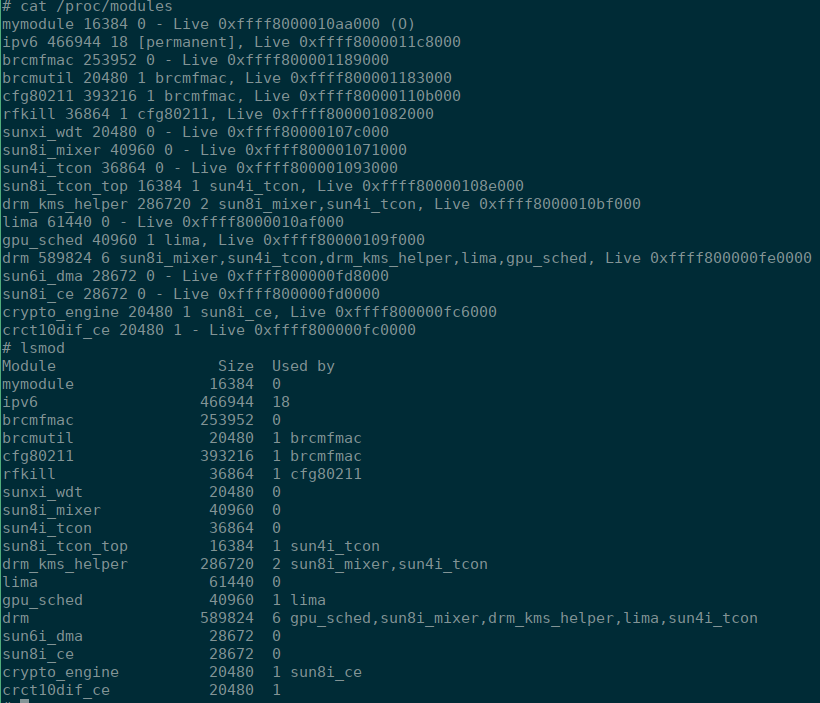 # cat /proc/modules
mymodule 16384 0 - Live 0xffff8000010aa000 (O)
ipv6 466944 18 [permanent], Live 0xffff8000011c8000
brcmfmac 253952 0 - Live 0xffff800001189000
brcmutil 20480 1 brcmfmac, Live 0xffff800001183000
cfg80211 393216 1 brcmfmac, Live 0xffff80000110b000
rfkill 36864 1 cfg80211, Live 0xffff800001082000
sunxi_wdt 20480 0 - Live 0xffff80000107c000
sun8i_mixer 40960 0 - Live 0xffff800001071000
sun4i_tcon 36864 0 - Live 0xffff800001093000
sun8i_tcon_top 16384 1 sun4i_tcon, Live 0xffff80000108e000
drm_kms_helper 286720 2 sun8i_mixer,sun4i_tcon, Live 0xffff8000010bf000
lima 61440 0 - Live 0xffff8000010af000
gpu_sched 40960 1 lima, Live 0xffff80000109f000
drm 589824 6 sun8i_mixer,sun4i_tcon,drm_kms_helper,lima,gpu_sched, Live 0xffff800000fe0000
sun6i_dma 28672 0 - Live 0xffff800000fd8000
sun8i_ce 28672 0 - Live 0xffff800000fd0000
crypto_engine 20480 1 sun8i_ce, Live 0xffff800000fc6000
crct10dif_ce 20480 1 - Live 0xffff800000fc0000
# lsmod
Module                  Size  Used by
mymodule               16384  0
ipv6                  466944  18
brcmfmac              253952  0
brcmutil               20480  1 brcmfmac
cfg80211              393216  1 brcmfmac
rfkill                 36864  1 cfg80211
sunxi_wdt              20480  0
sun8i_mixer            40960  0
sun4i_tcon             36864  0
sun8i_tcon_top         16384  1 sun4i_tcon
drm_kms_helper        286720  2 sun8i_mixer,sun4i_tcon
lima                   61440  0
gpu_sched              40960  1 lima
drm                   589824  6 gpu_sched,sun8i_mixer,drm_kms_helper,lima,sun4i_tcon
sun6i_dma              28672  0
sun8i_ce               28672  0
crypto_engine          20480  1 sun8i_ce
crct10dif_ce           20480  1